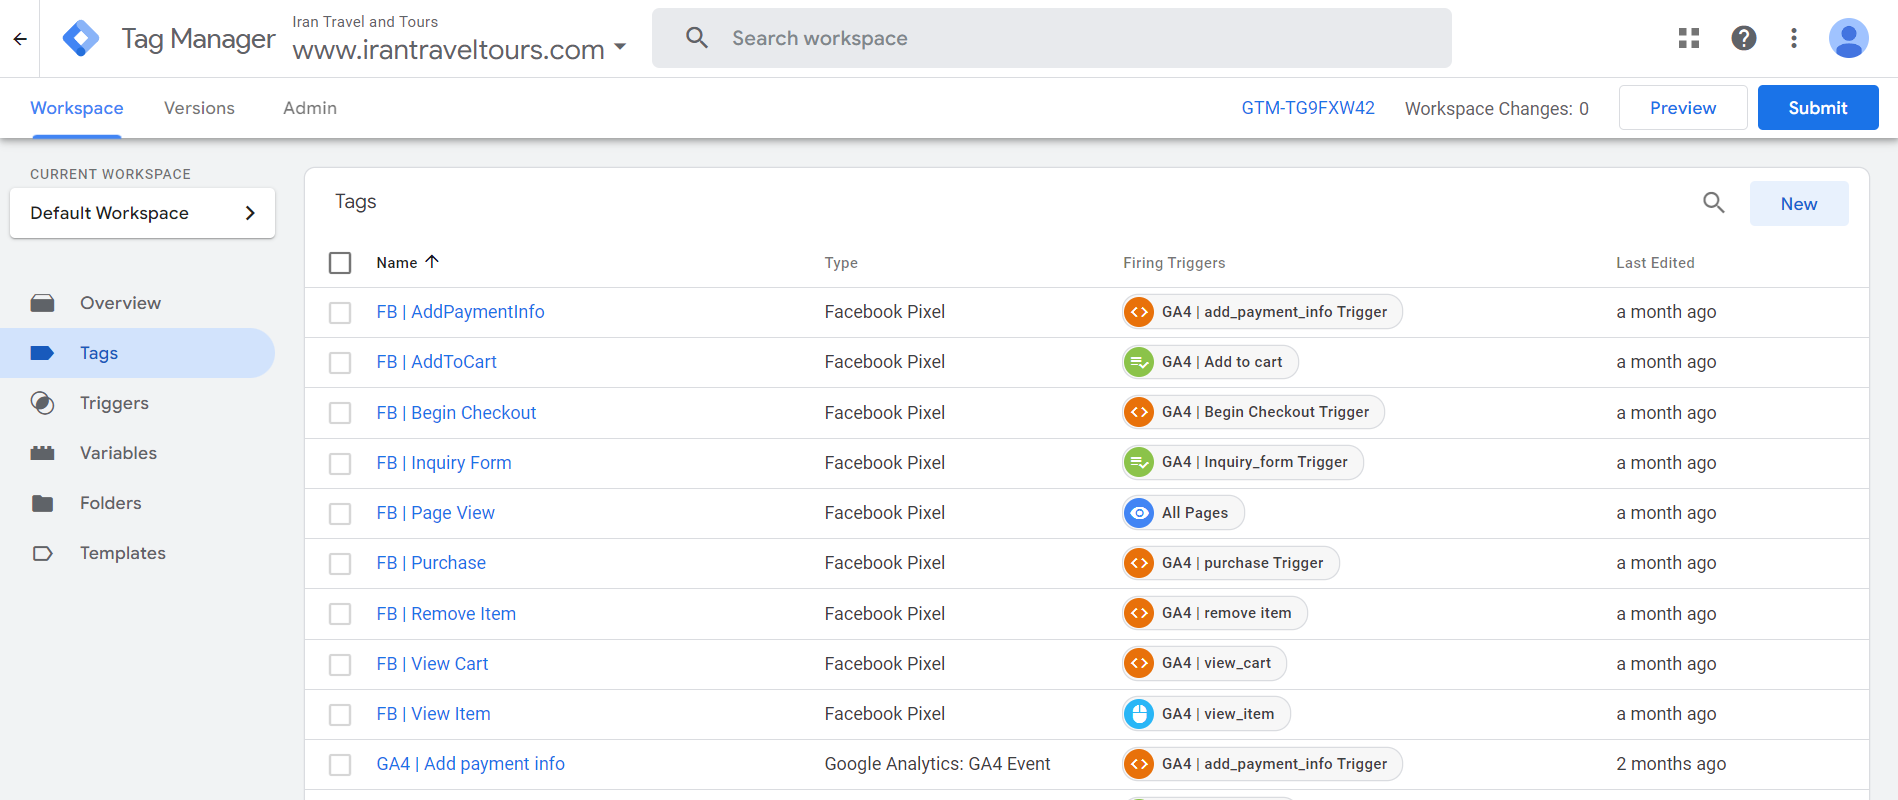 Tag Manager
Iran Travel and Tours
www.irantraveltours.com
Search workspace
Workspace Versions Admin
GTM-TG9FXW42 Workspace Changes: 0 Preview Submit
CURRENT WORKSPACE
Default Workspace
Overview
Tags
Triggers
Variables
Folders
Templates
Tags
New
Name Type Firing Triggers Last Edited
FB | AddPaymentInfo Facebook Pixel GA4 | add_payment_info Trigger a month ago
FB | AddToCart Facebook Pixel GA4 | Add to cart a month ago
FB | Begin Checkout Facebook Pixel GA4 | Begin Checkout Trigger a month ago
FB | Inquiry Form Facebook Pixel GA4 | Inquiry_form Trigger a month ago
FB | Page View Facebook Pixel All Pages a month ago
FB | Purchase Facebook Pixel GA4 | purchase Trigger a month ago
FB | Remove Item Facebook Pixel GA4 | remove item a month ago
FB | View Cart Facebook Pixel GA4 | view_cart a month ago
FB | View Item Facebook Pixel GA4 | view_item a month ago
GA4 | Add payment info Google Analytics: GA4 Event GA4 | add_payment_info Trigger 2 months ago